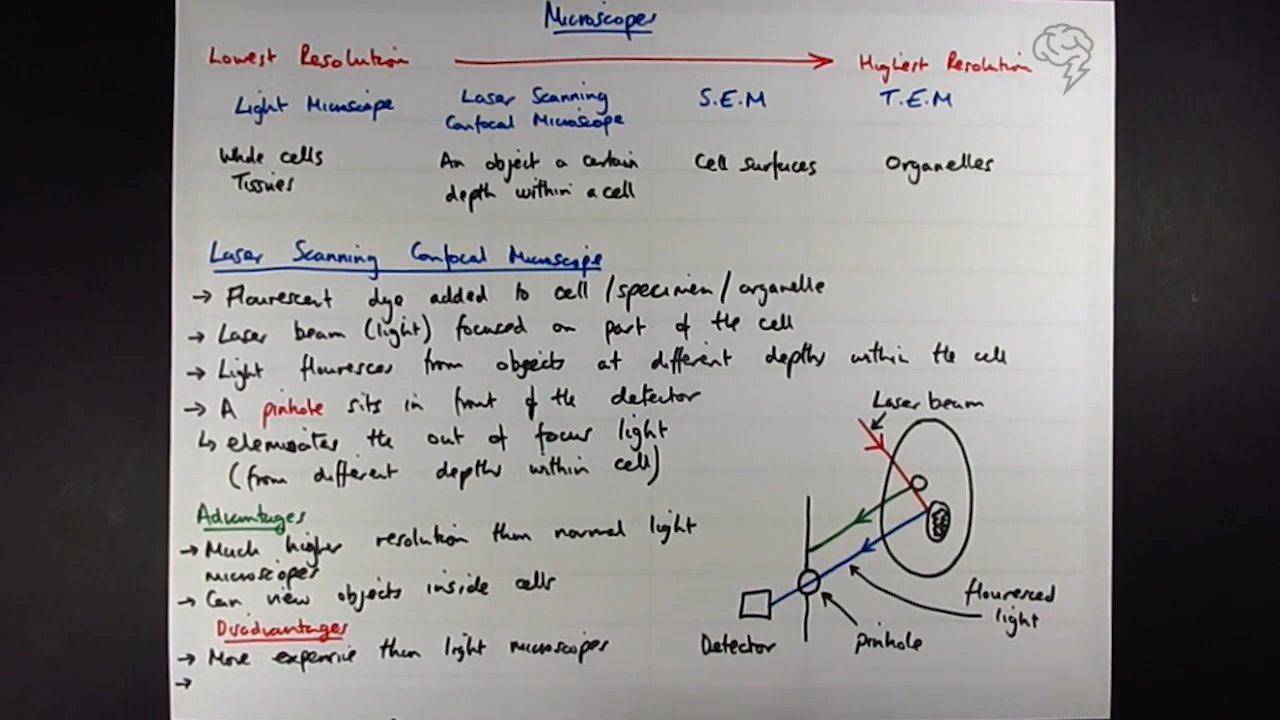 Microscopes
Lowest Resolution → Highest Resolution
Light Microscope Laser Scanning Confocal Microscope S.E.M T.E.M
Whole cells Tissues An object a certain depth within a cell Cell surfaces Organelles
Laser Scanning Confocal Microscope
→ Flourescent dye added to cell/specimen/organelle
→ Laser beam (light) focused on part of the cell
→ Light flouresces from objects at different depths within the cell
→ A pinhole sits in front of the detector
↳ eleminates the out of focus light
(from different depths within cell)
Advantages
→ Much higher resolution than normal light
microscopes
→ Can view objects inside cells
Disadvantages
→ More expensive than light microscopes
→
Laser beam
flouresced
light
pinhole
Detector